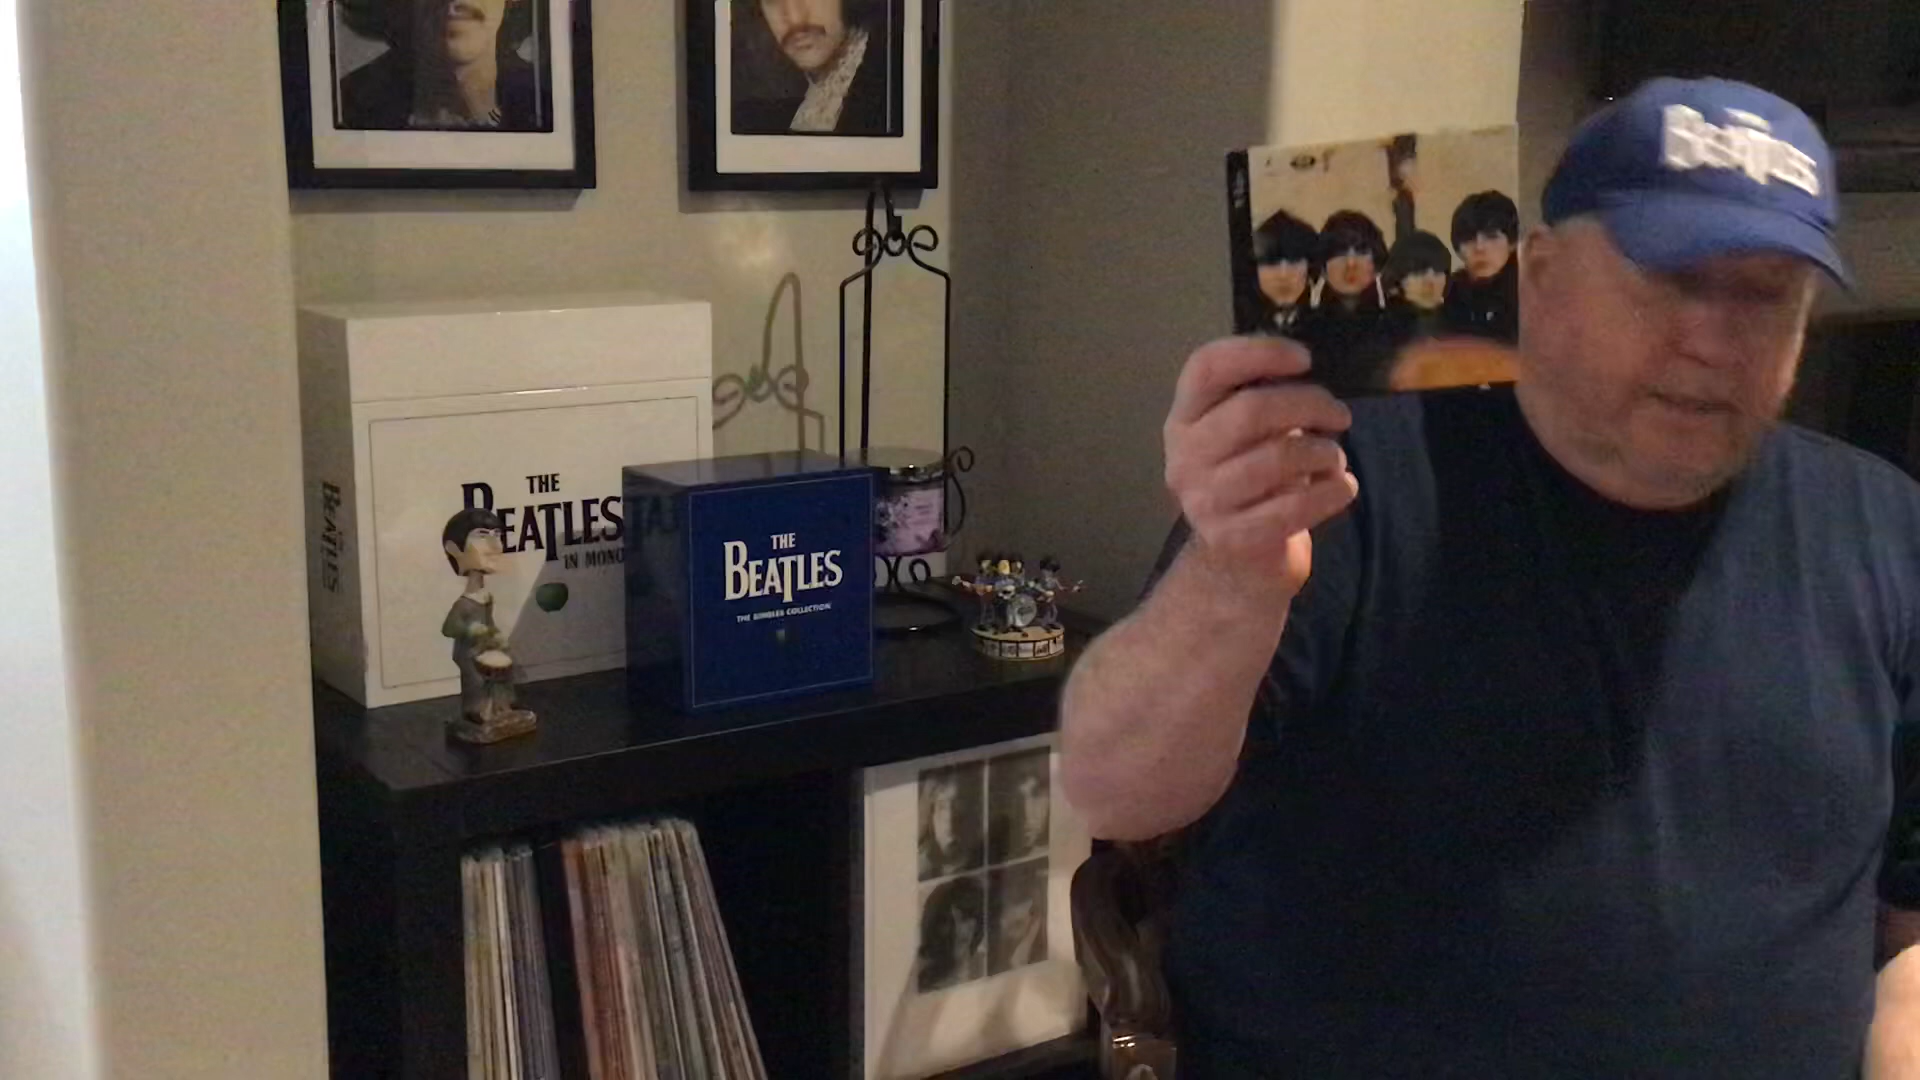 BEATLES
THE
BEATLES
IN MONO
THE
BEATLES
THE BEATLES
THE SINGLES COLLECTION